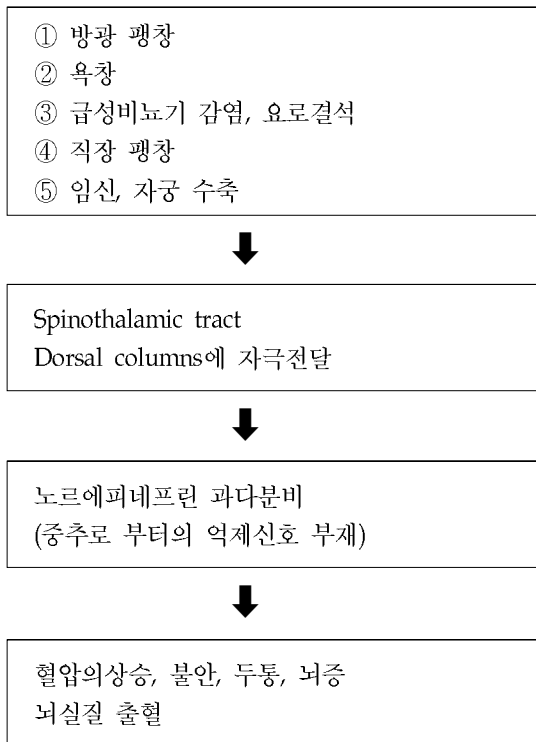 ① 방광 팽창
② 욕창
③ 급성비뇨기 감염, 요로결석
④ 직장 팽창
⑤ 임신, 자궁 수축
Spinothalamic tract
Dorsal columns에 자극전달
노르에피네프린 과다분비
(중추로 부터의 억제신호 부재)
혈압의상승, 불안, 두통, 뇌증
뇌실질 출혈